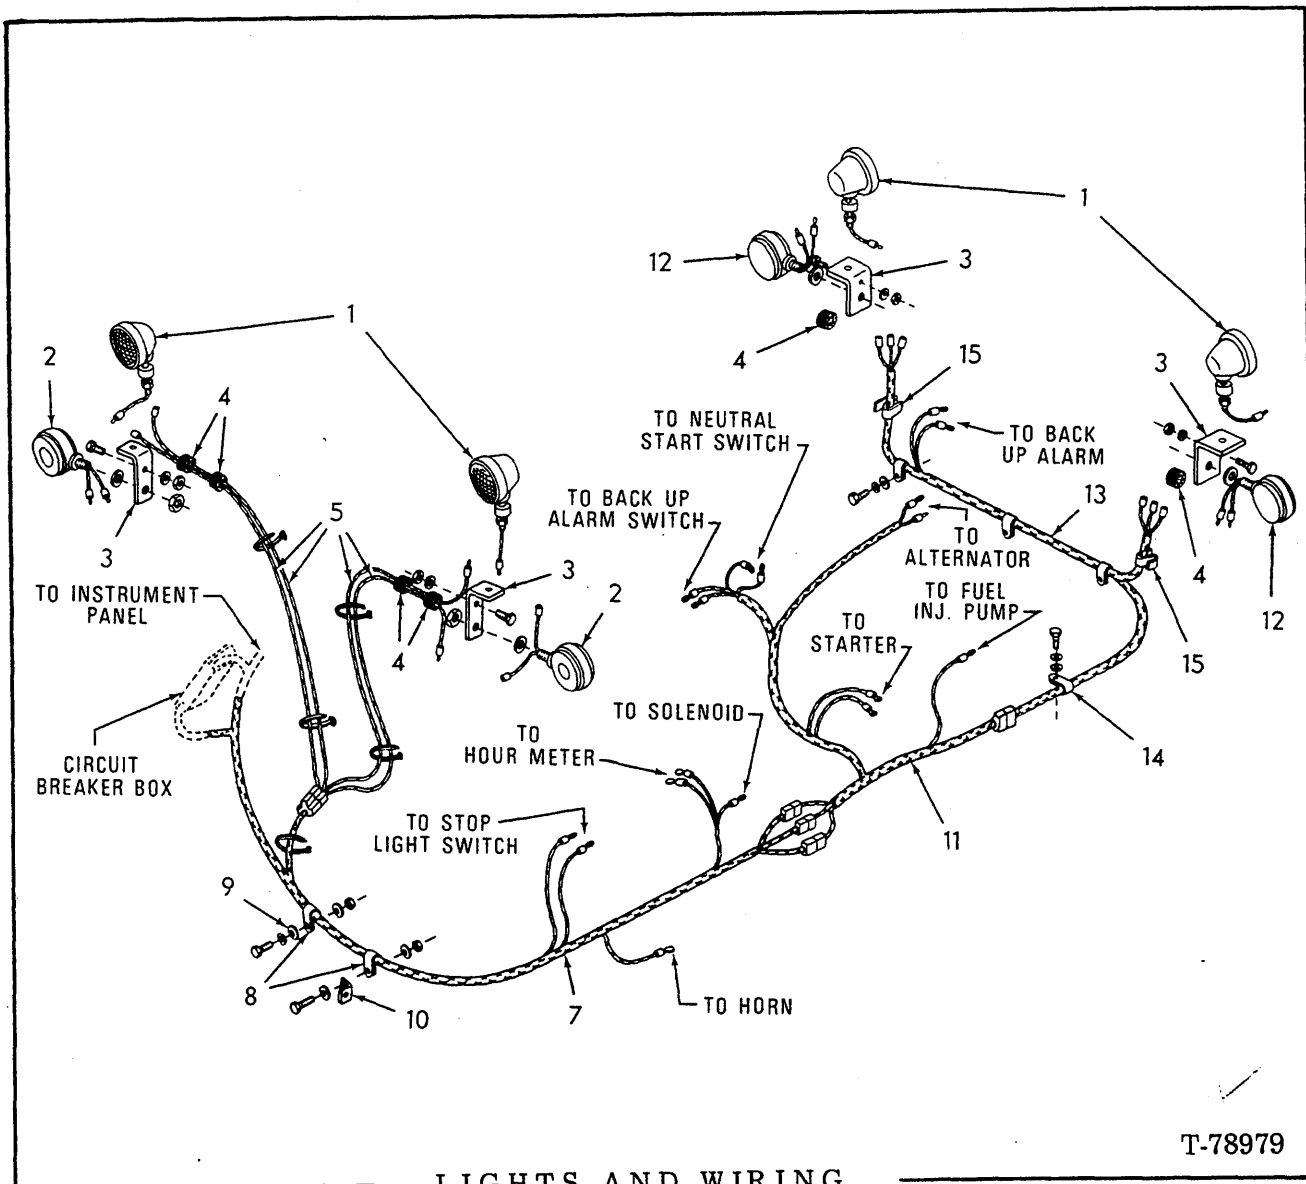 1
12
3
1
2
4
15
3
4
TO NEUTRAL
START SWITCH
TO BACK
UP ALARM
TO BACK UP
ALARM SWITCH
13
4
5
3
TO
ALTERNATOR
4
12
3
2
TO INSTRUMENT
PANEL
TO FUEL
INJ. PUMP
TO
STARTER
4
15
TO SOLENOID
TO
HOUR METER
14
CIRCUIT
BREAKER BOX
TO STOP
LIGHT SWITCH
11
9
8
10
7
TO HORN
T-78979
LIGHTS AND WIRING